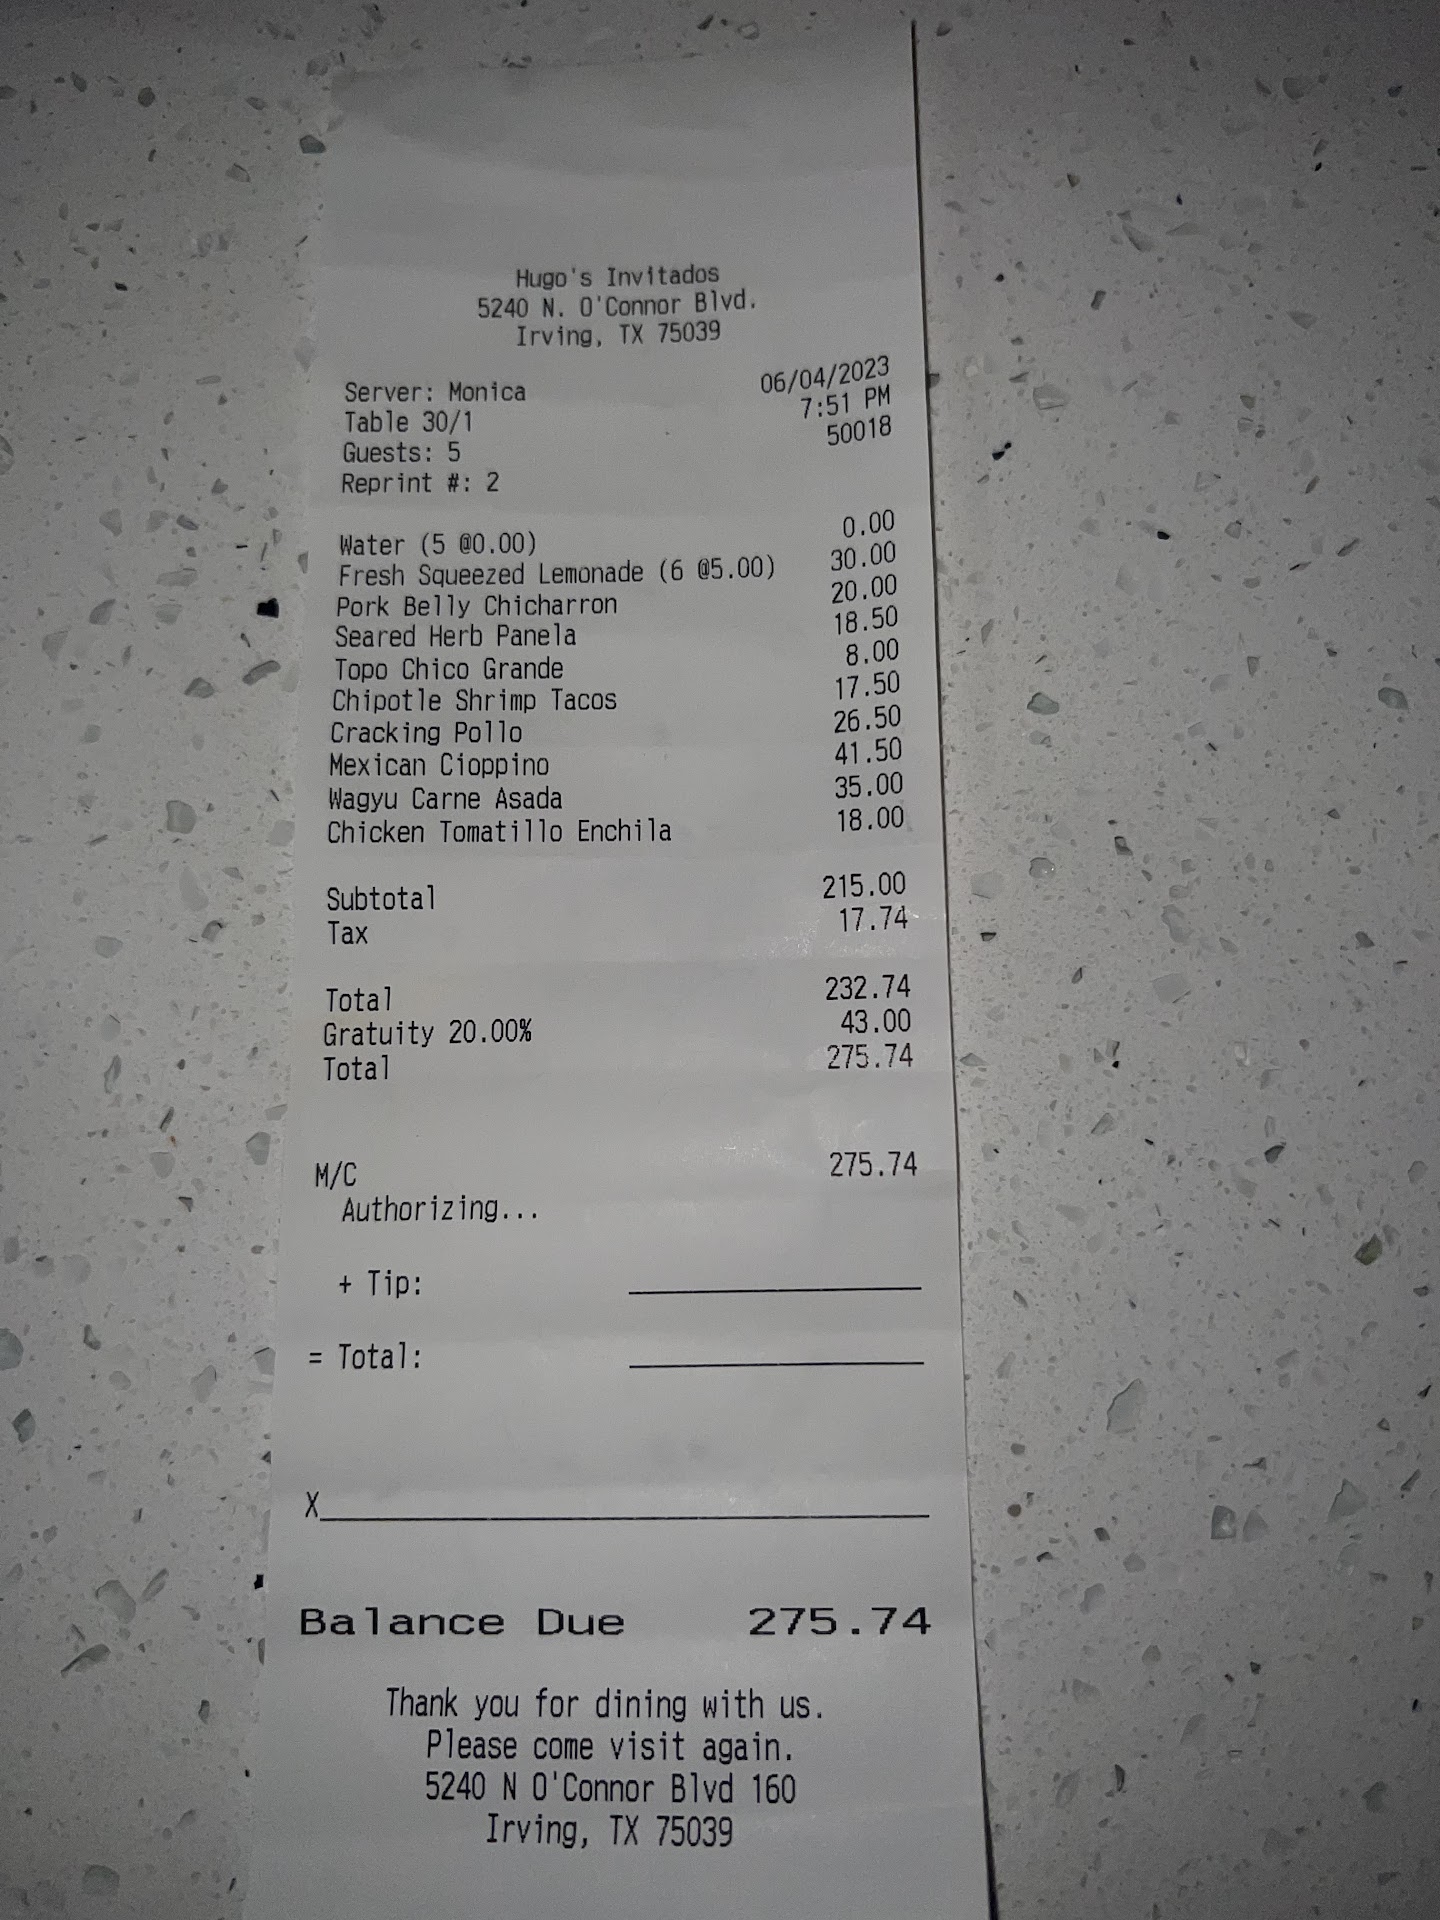 Hugo's Invitados
5240 N. O'Connor Blvd.
Irving, TX 75039
Server: Monica 06/04/2023
Table 30/1 7:51 PM
Guests: 5 50018
Reprint #: 2
Water (5 @0.00) 0.00
Fresh Squeezed Lemonade (6 @5.00) 30.00
Pork Belly Chicharron 20.00
Seared Herb Panela 18.50
Topo Chico Grande 8.00
Chipotle Shrimp Tacos 17.50
Cracking Pollo 26.50
Mexican Cioppino 41.50
Wagyu Carne Asada 35.00
Chicken Tomatillo Enchila 18.00
Subtotal 215.00
Tax 17.74
Total 232.74
Gratuity 20.00% 43.00
Total 275.74
M/C 275.74
Authorizing...
+ Tip:
= Total:
X
Balance Due 275.74
Thank you for dining with us.
Please come visit again.
5240 N O'Connor Blvd 160
Irving, TX 75039